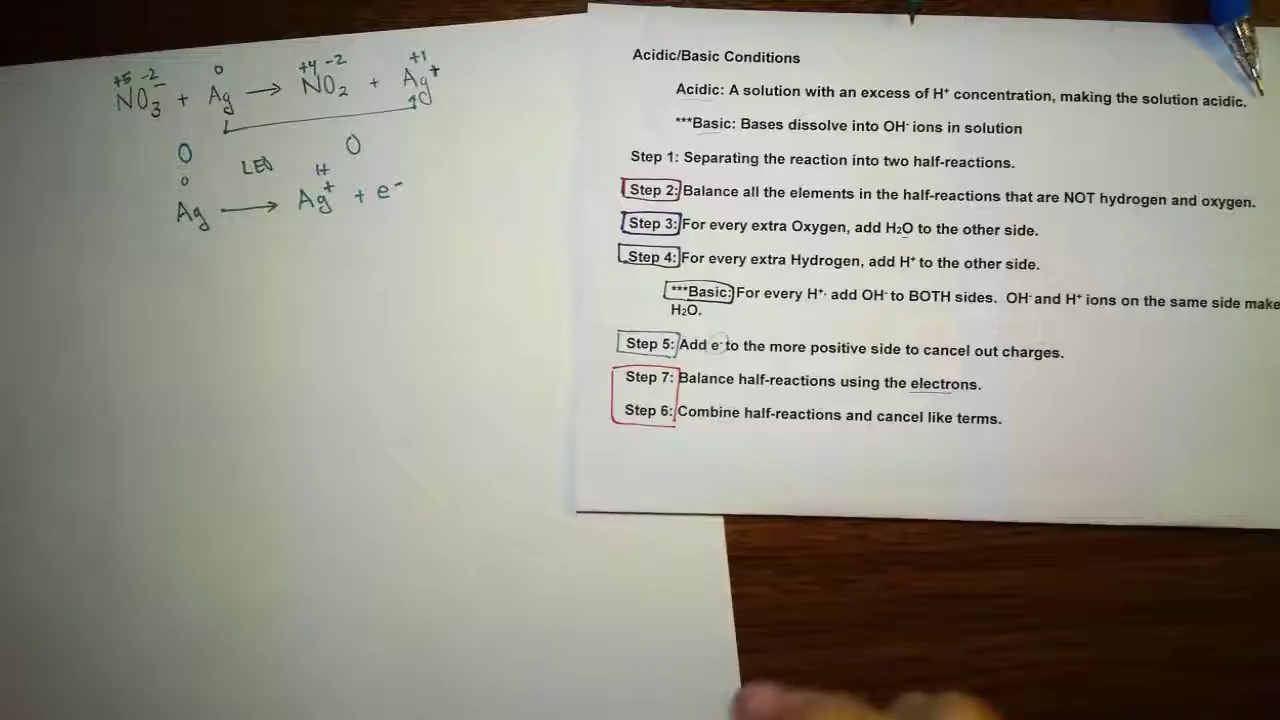 +5 -2 0 +4 -2 +1
NO₃⁻ + Ag → NO₂ + Ag⁺
0 0
0 LEO +1
Ag → Ag⁺ + e⁻
Acidic/Basic Conditions
Acidic: A solution with an excess of H⁺ concentration, making the solution acidic.
***Basic: Bases dissolve into OH⁻ ions in solution
Step 1: Separating the reaction into two half-reactions.
Step 2: Balance all the elements in the half-reactions that are NOT hydrogen and oxygen.
Step 3: For every extra Oxygen, add H₂O to the other side.
Step 4: For every extra Hydrogen, add H⁺ to the other side.
***Basic: For every H⁺, add OH⁻ to BOTH sides. OH⁻ and H⁺ ions on the same side make
H₂O.
Step 5: Add e⁻ to the more positive side to cancel out charges.
Step 7: Balance half-reactions using the electrons.
Step 6: Combine half-reactions and cancel like terms.